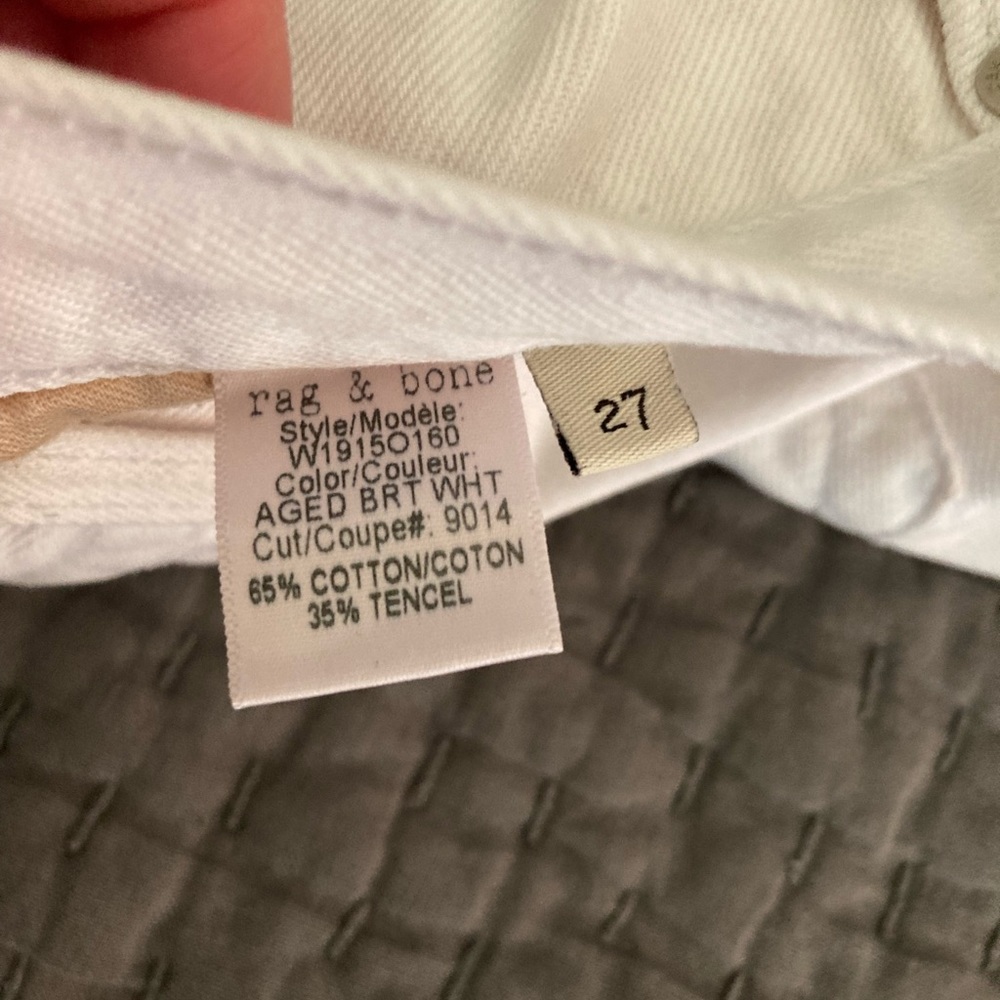 rag & bone
Style/Modèle:
W1915O160
Color/Couleur:
AGED BRT WHT
Cut/Coupe#: 9014
65% COTTON/COTON
35% TENCEL
27